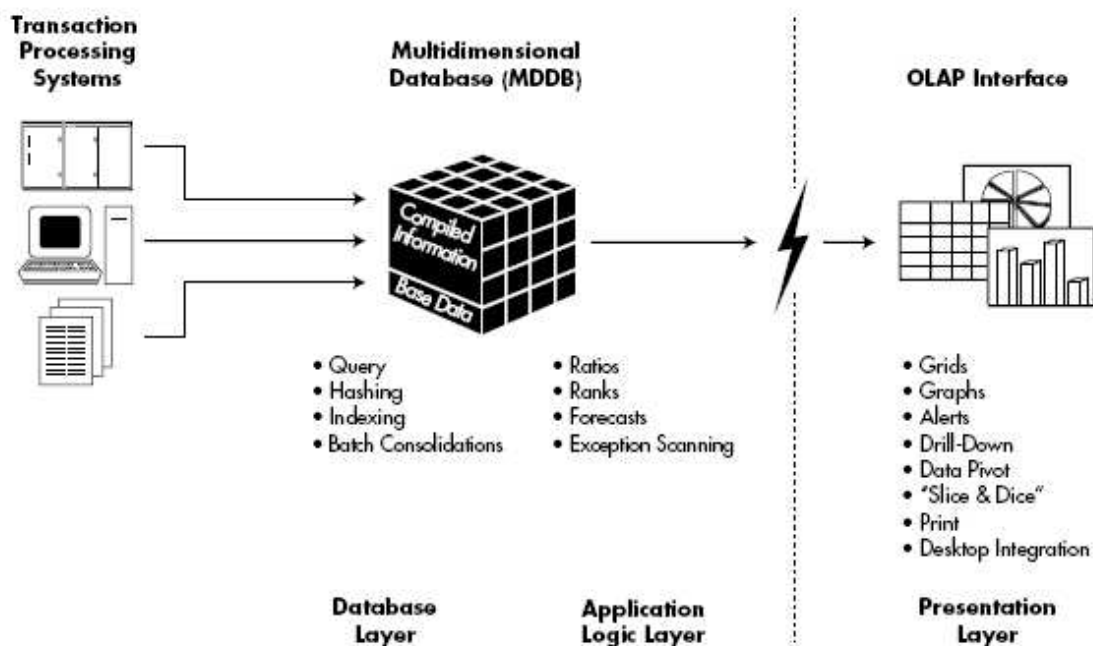 Transaction
Processing
Systems
Multidimensional
Database (MDDB)
OLAP Interface
Compiled
Information
Base Data
• Query
• Hashing
• Indexing
• Batch Consolidations
• Ratios
• Ranks
• Forecasts
• Exception Scanning
• Grids
• Graphs
• Alerts
• Drill-Down
• Data Pivot
• “Slice & Dice”
• Print
• Desktop Integration
Database
Layer
Application
Logic Layer
Presentation
Layer